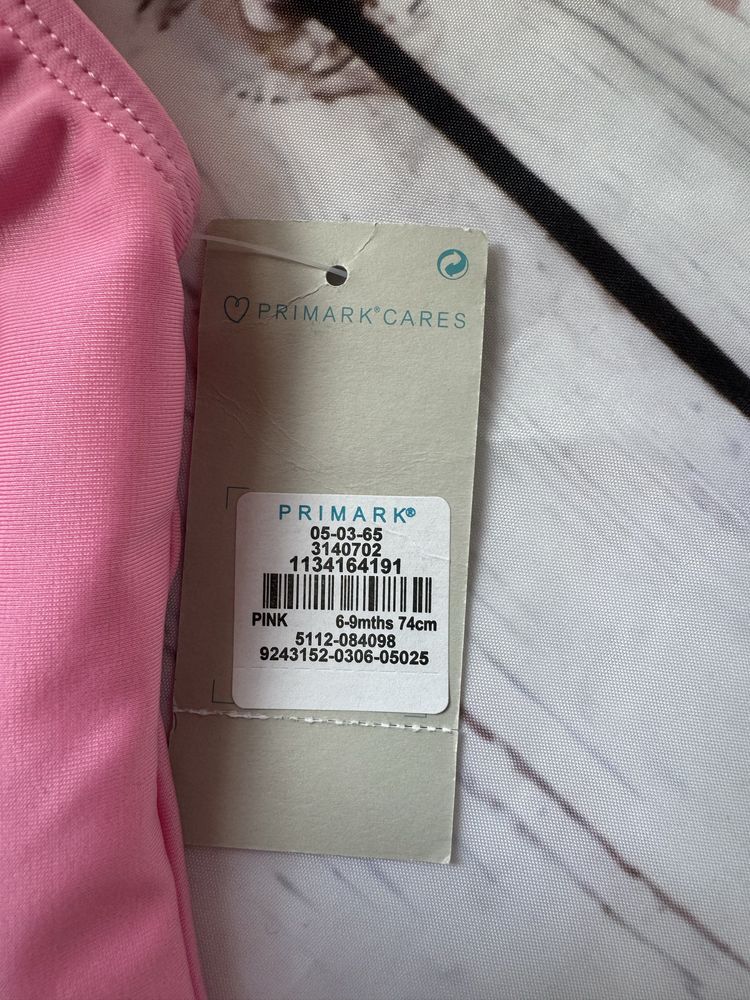 PRIMARK® CARES
PRIMARK®
05-03-65
3140702
1134164191
PINK 6-9mths 74cm
5112-084098
9243152-0306-05025